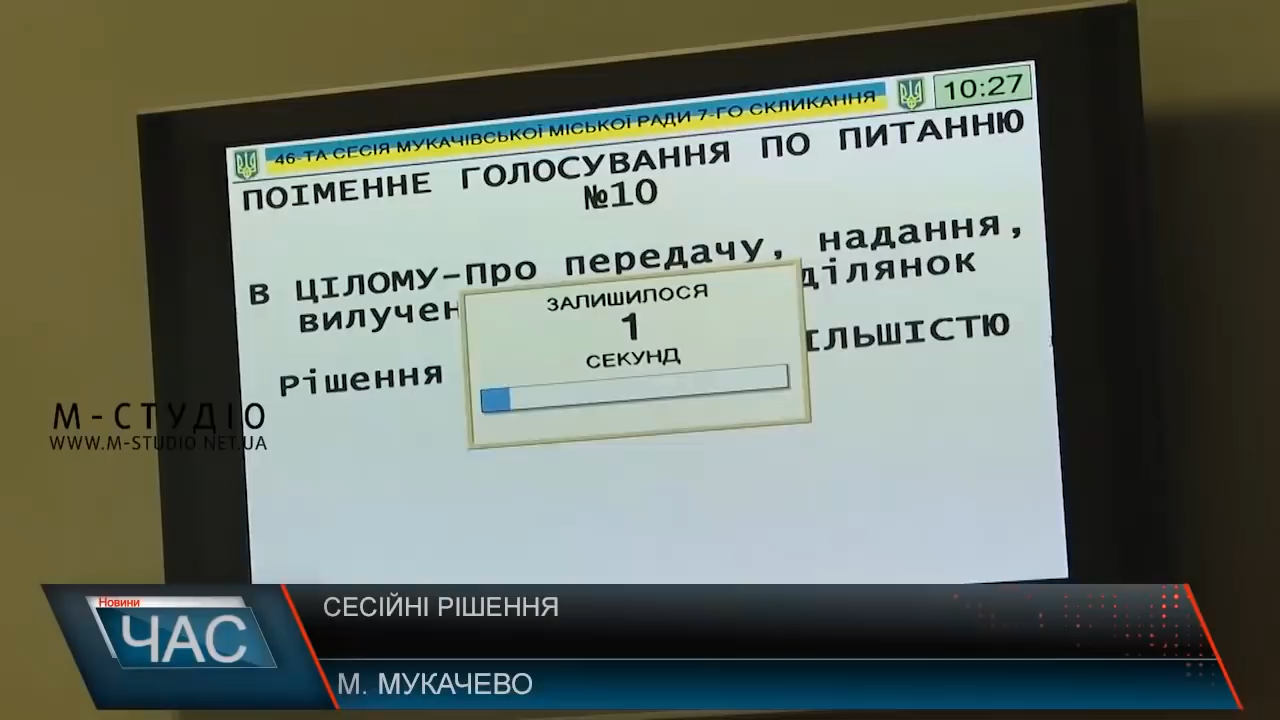 46-ТА СЕСІЯ МУКАЧІВСЬКОЇ МІСЬКОЇ РАДИ 7-ГО СКЛИКАННЯ
10:27
ПОІМЕННЕ ГОЛОСУВАННЯ ПО ПИТАННЮ
№10
В ЦІЛОМУ-Про передачу, надання,
вилучен ділянок
Рішення ІЛЬШІСТЮ
ЗАЛИШИЛОСЯ
1
СЕКУНД
М-СТУДІО
WWW.M-STUDIO.NET.UA
Новини
ЧАС
СЕСІЙНІ РІШЕННЯ
М. МУКАЧЕВО